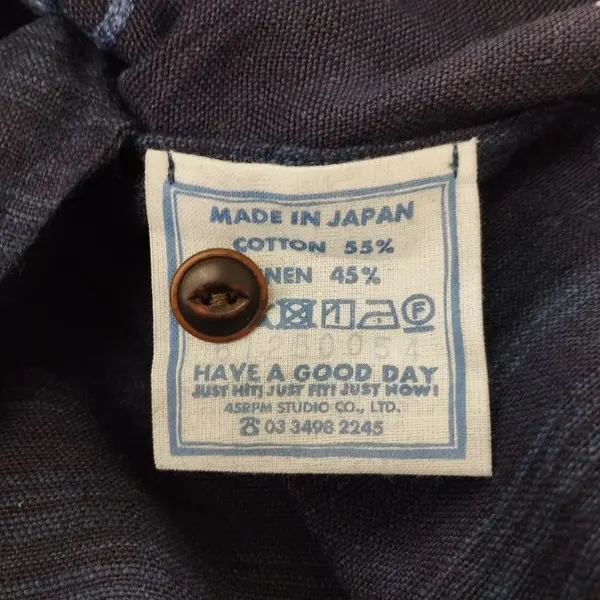 MADE IN JAPAN
COTTON 55%
NEN 45%
F
HAVE A GOOD DAY
JUST HIT! JUST FIT! JUST NOW!
45RPM STUDIO CO., LTD.
☎ 03 3498 2245